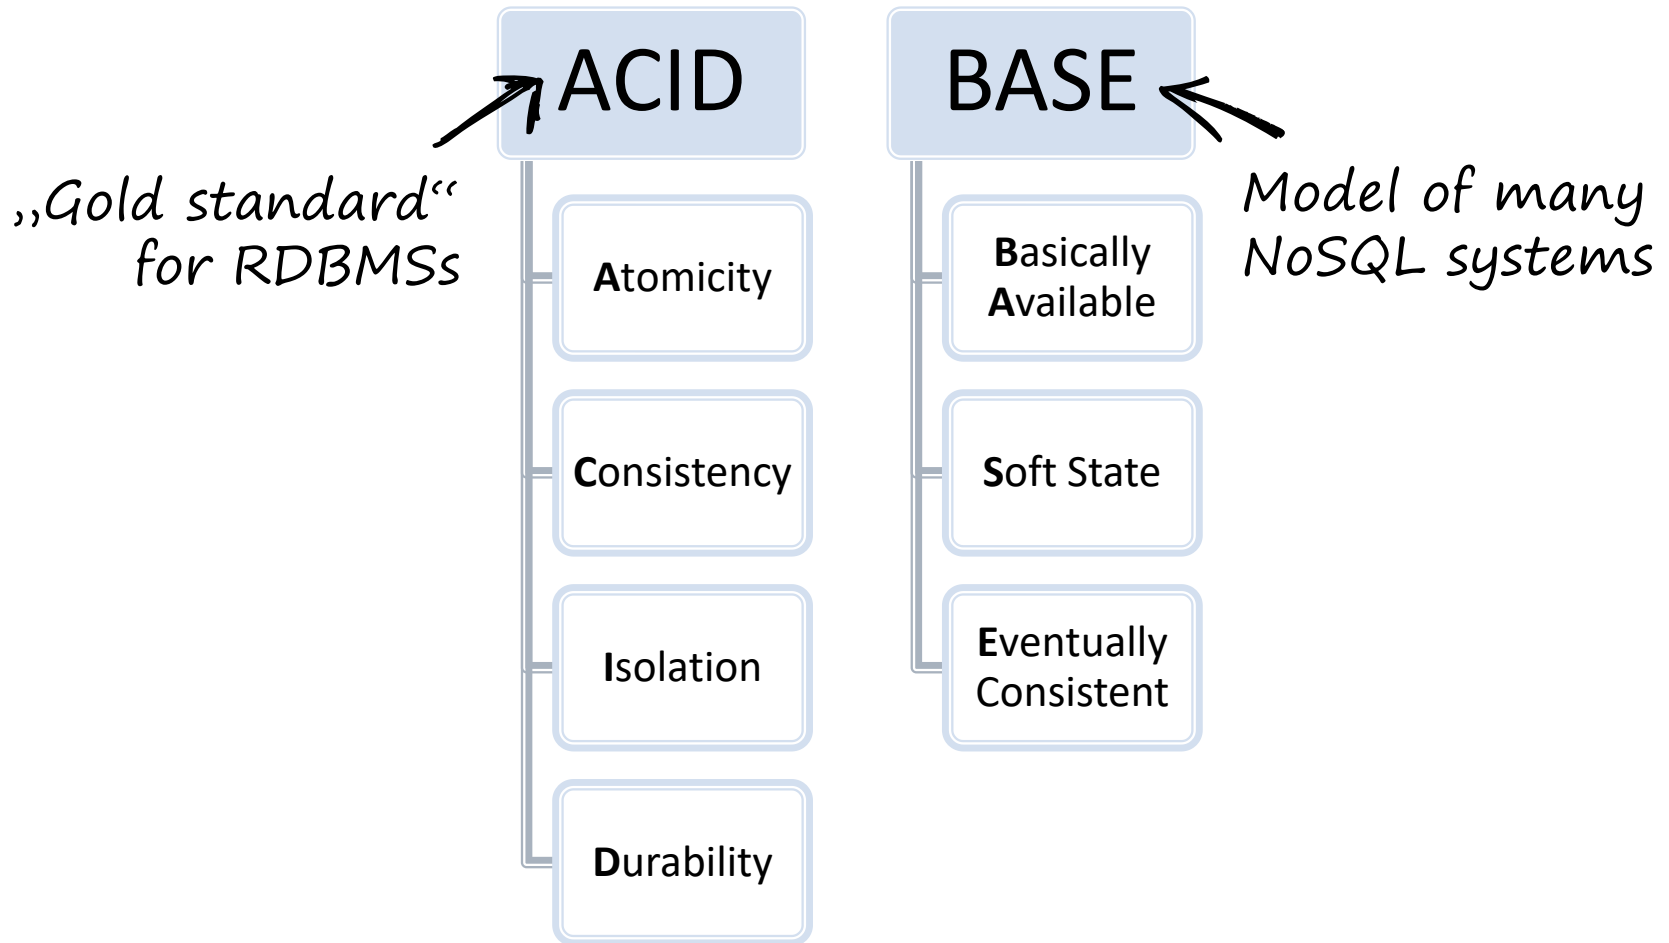 ACID
BASE
„Gold standard“
for RDBMSs
Model of many
NoSQL systems
Atomicity
Consistency
Isolation
Durability
Basically
Available
Soft State
Eventually
Consistent